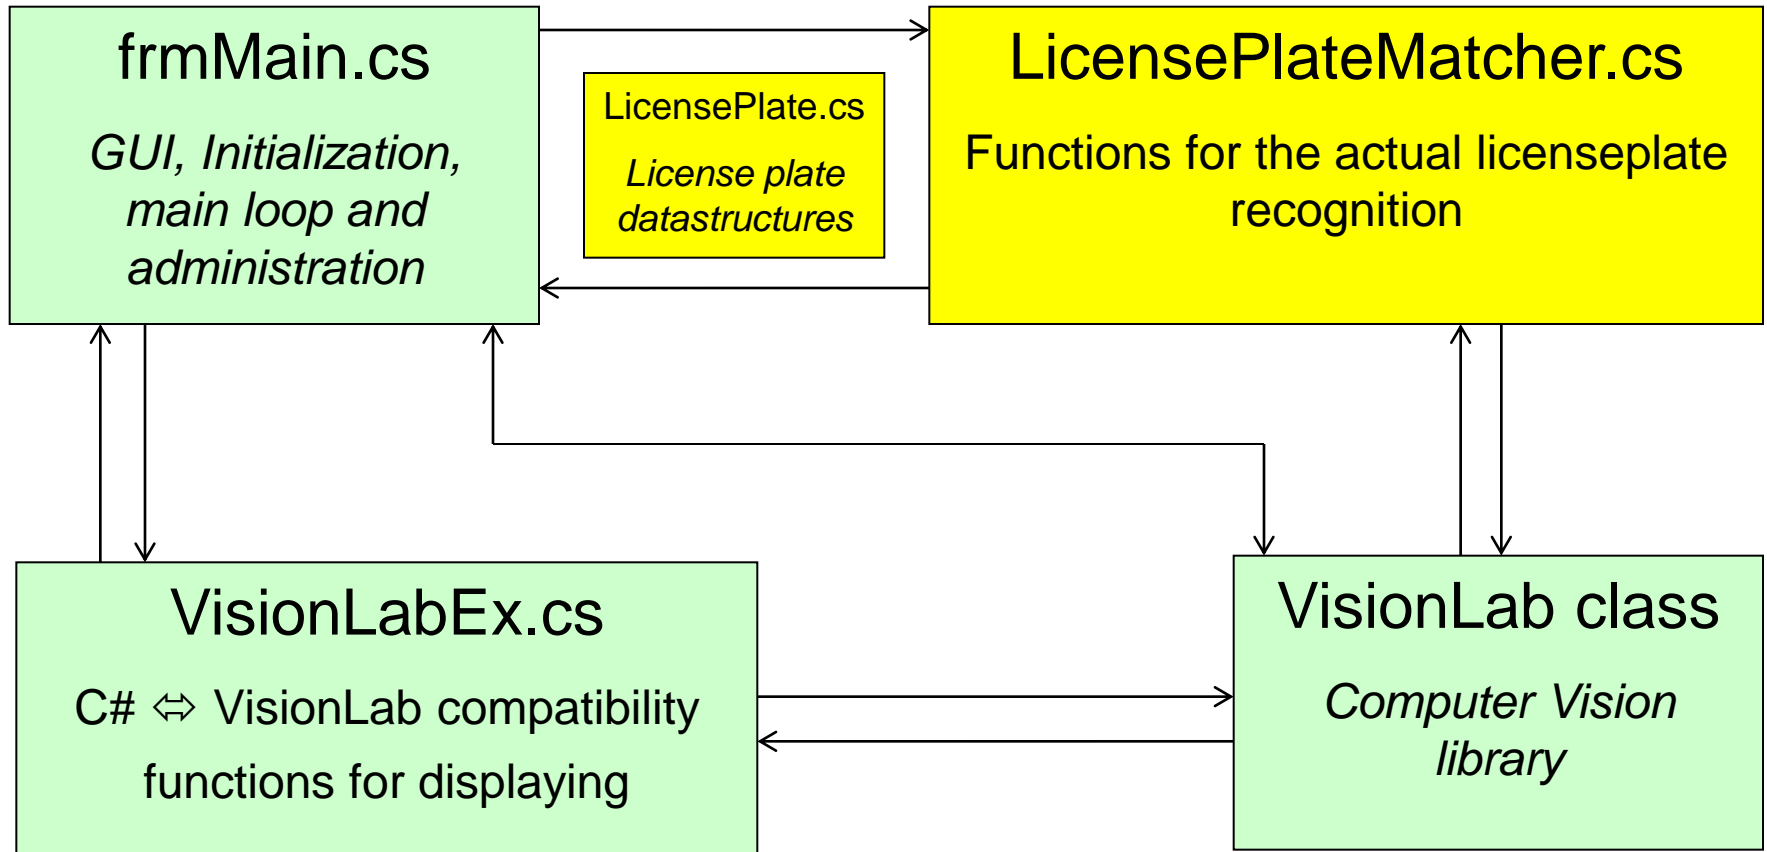 frmMain.cs
GUI, Initialization,
main loop and
administration
LicensePlate.cs
License plate
datastructures
LicensePlateMatcher.cs
Functions for the actual licenseplate
recognition
VisionLabEx.cs
C# ⬄ VisionLab compatibility
functions for displaying
VisionLab class
Computer Vision
library